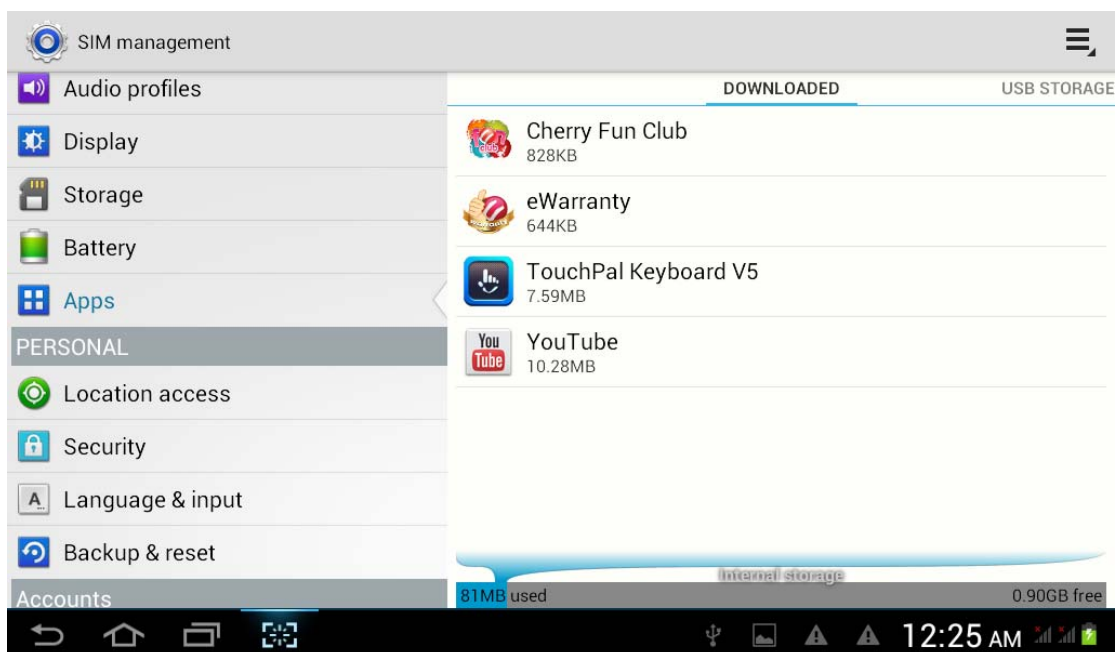 SIM management
Audio profiles
Display
Storage
Battery
Apps
PERSONAL
Location access
Security
Language & input
Backup & reset
Accounts
DOWNLOADED
USB STORAGE
Cherry Fun Club
828KB
eWarranty
644KB
TouchPal Keyboard V5
7.59MB
You
Tube
YouTube
10.28MB
Internal storage
81MB used
0.90GB free
12:25 AM